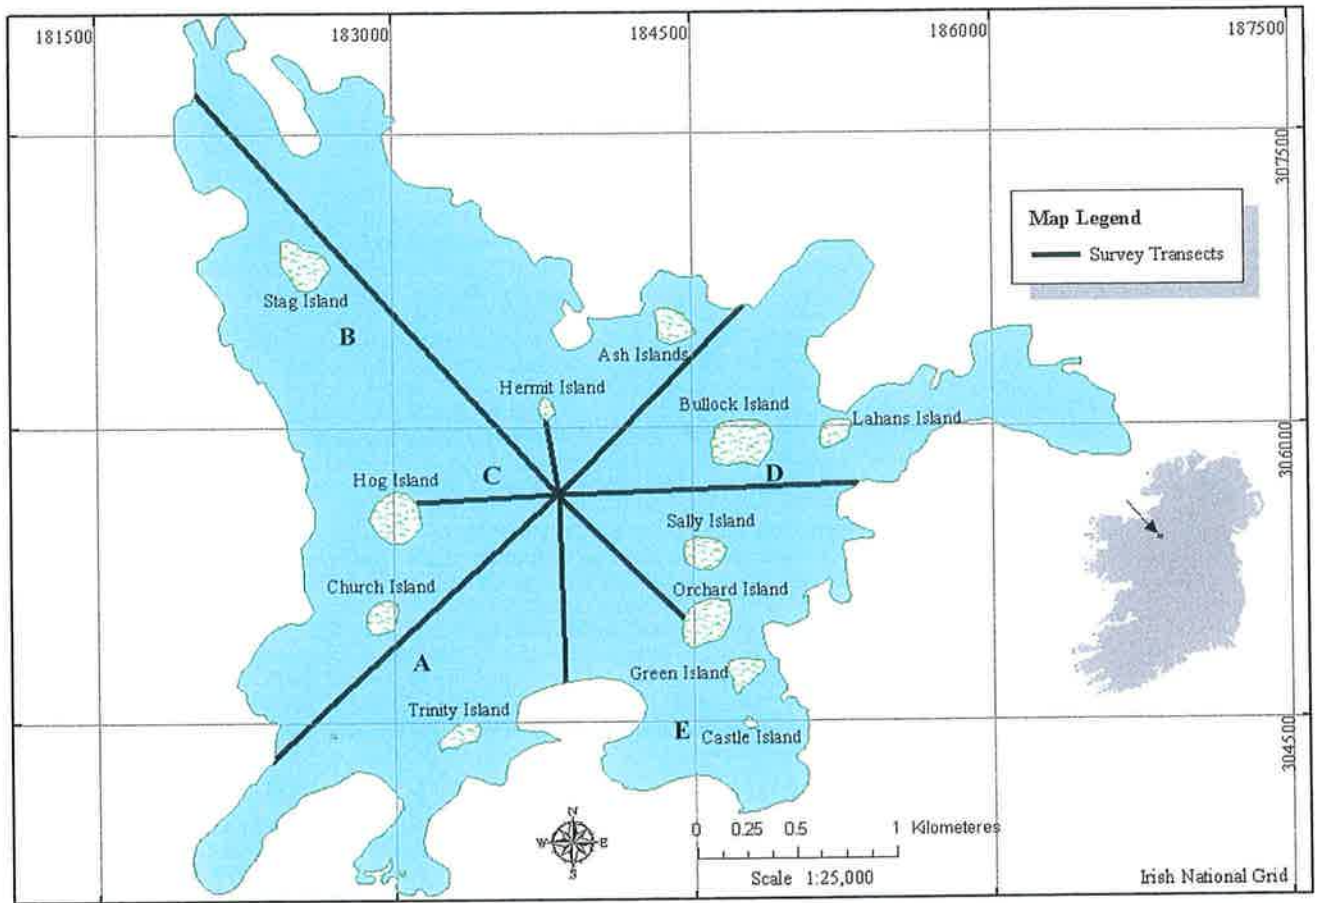 181500
183000
184500
186000
187500
307500
Map Legend
Survey Transects
Stag Island
B
Ash Islands
Hermit Island
Bullock Island
Lahans Island
306000
C
D
Hog Island
Sally Island
Church Island
Orchard Island
A
Green Island
Trinity Island
E
Castle Island
304500
N
W
E
S
0 0.25 0.5 1 Kilometeres
Scale 1:25,000
Irish National Grid